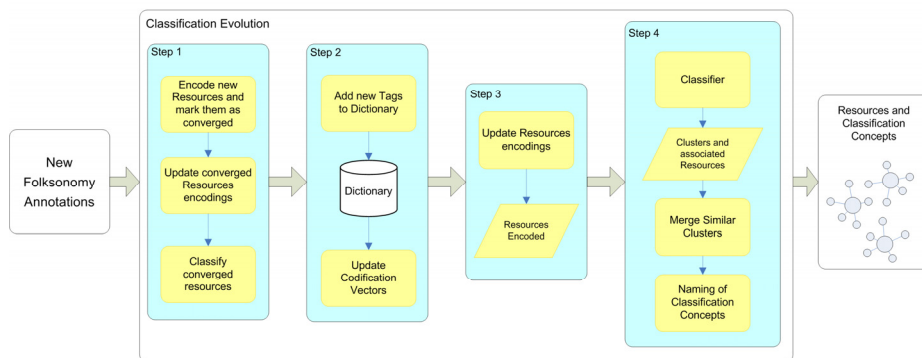 Classification Evolution
New
Folksonomy
Annotations
Step 1
Encode new
Resources and
mark them as
converged
Update converged
Resources
encodings
Classify
converged
resources
Step 2
Add new Tags
to Dictionary
Dictionary
Update
Codification
Vectors
Step 3
Update Resources
encodings
Resources
Encoded
Step 4
Classifier
Clusters and
associated
Resources
Merge Similar
Clusters
Naming of
Classification
Concepts
Resources and
Classification
Concepts